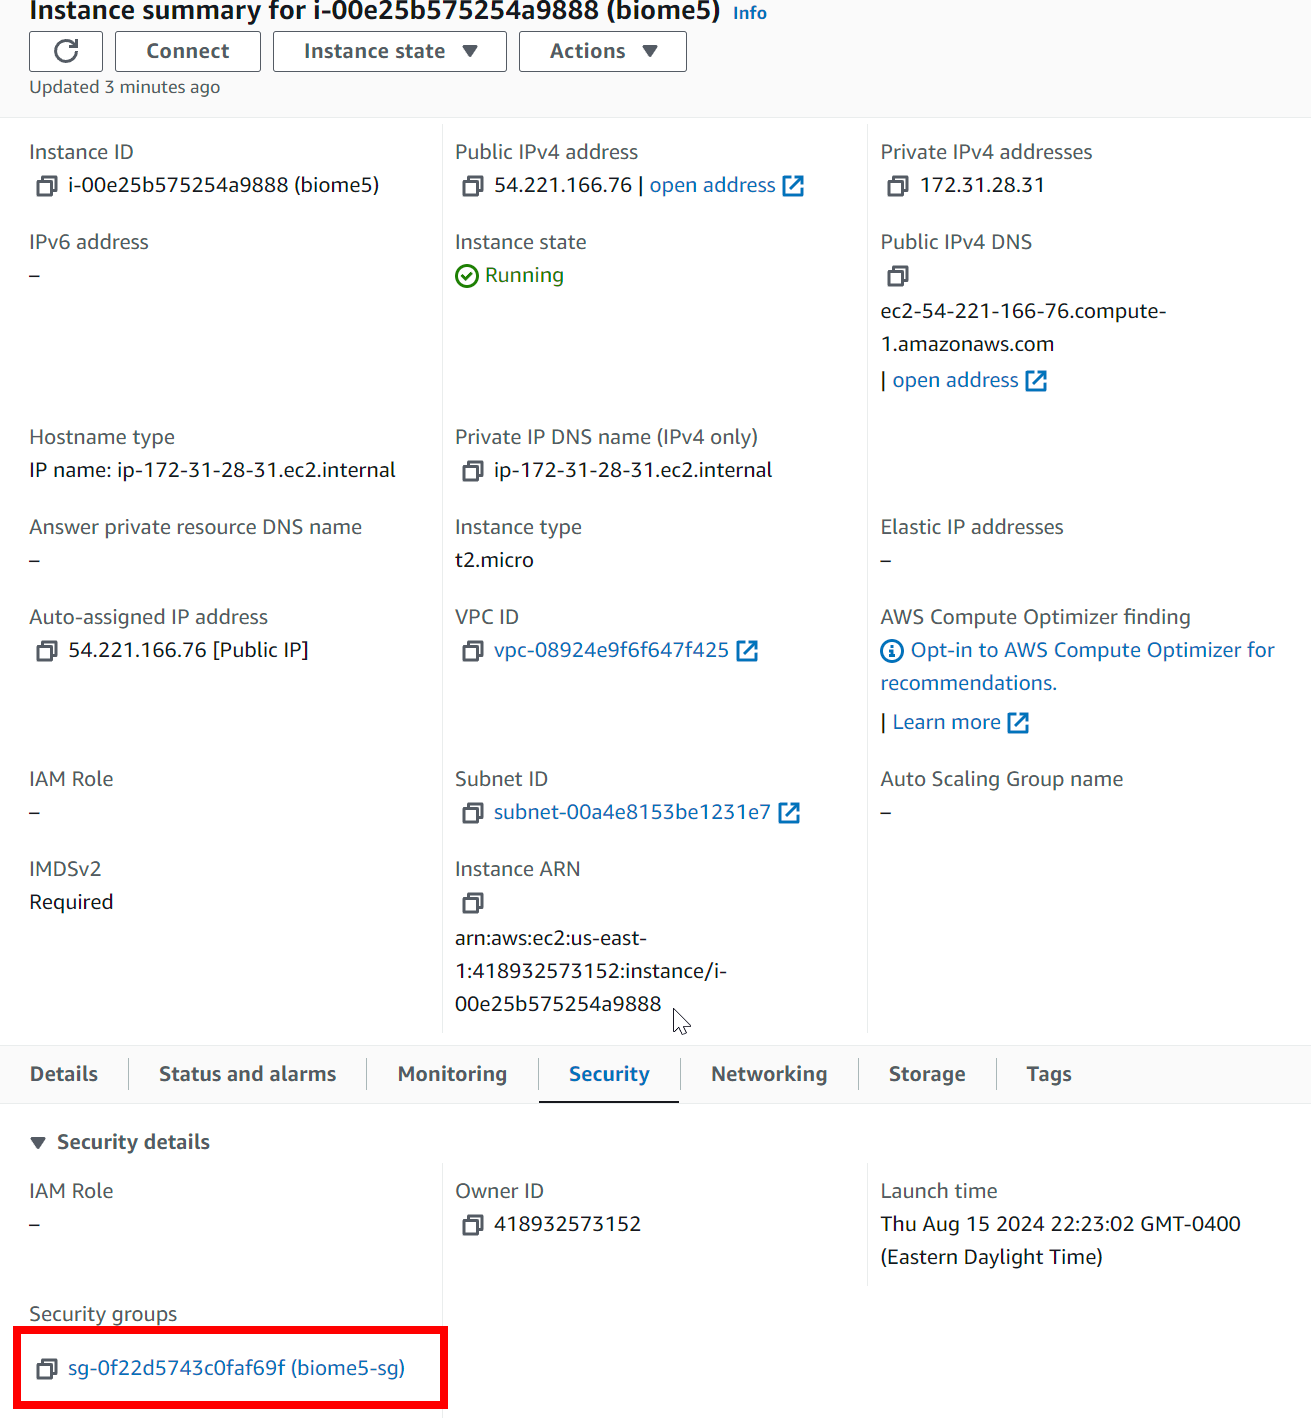 Instance summary for i-00e25b575254a9888 (biome5) Info
Connect Instance state Actions
Updated 3 minutes ago
Instance ID
i-00e25b575254a9888 (biome5)
Public IPv4 address
54.221.166.76 | open address
Private IPv4 addresses
172.31.28.31
IPv6 address
–
Instance state
Running
Public IPv4 DNS
ec2-54-221-166-76.compute-
1.amazonaws.com
| open address
Hostname type
IP name: ip-172-31-28-31.ec2.internal
Private IP DNS name (IPv4 only)
ip-172-31-28-31.ec2.internal
Answer private resource DNS name
–
Instance type
t2.micro
Elastic IP addresses
–
Auto-assigned IP address
54.221.166.76 [Public IP]
VPC ID
vpc-08924e9f6f647f425
AWS Compute Optimizer finding
Opt-in to AWS Compute Optimizer for
recommendations.
| Learn more
IAM Role
–
Subnet ID
subnet-00a4e8153be1231e7
Auto Scaling Group name
–
IMDSv2
Required
Instance ARN
arn:aws:ec2:us-east-
1:418932573152:instance/i-
00e25b575254a9888
Details Status and alarms Monitoring Security Networking Storage Tags
Security details
IAM Role
–
Owner ID
418932573152
Launch time
Thu Aug 15 2024 22:23:02 GMT-0400
(Eastern Daylight Time)
Security groups
sg-0f22d5743c0faf69f (biome5-sg)